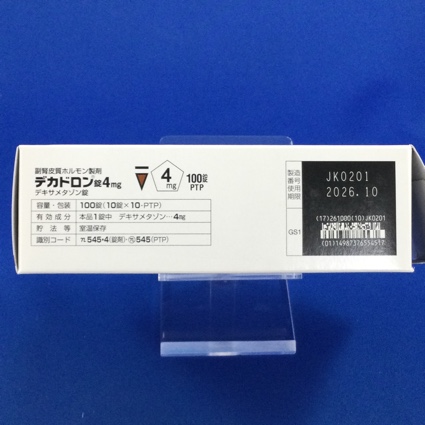 副腎皮質ホルモン製剤
デカドロン錠4mg
デキサメタゾン錠
4
mg
100錠
PTP
容量・包装 100錠(10錠×10・PTP)
有効成分 本品1錠中 デキサメタゾン…4mg
貯法等 室温保存
識別コード 545・4(錠剤)・545(PTP)
製造番号
使用期限
JK0201
2026.10
GS1
(17)261000(10)JK0201